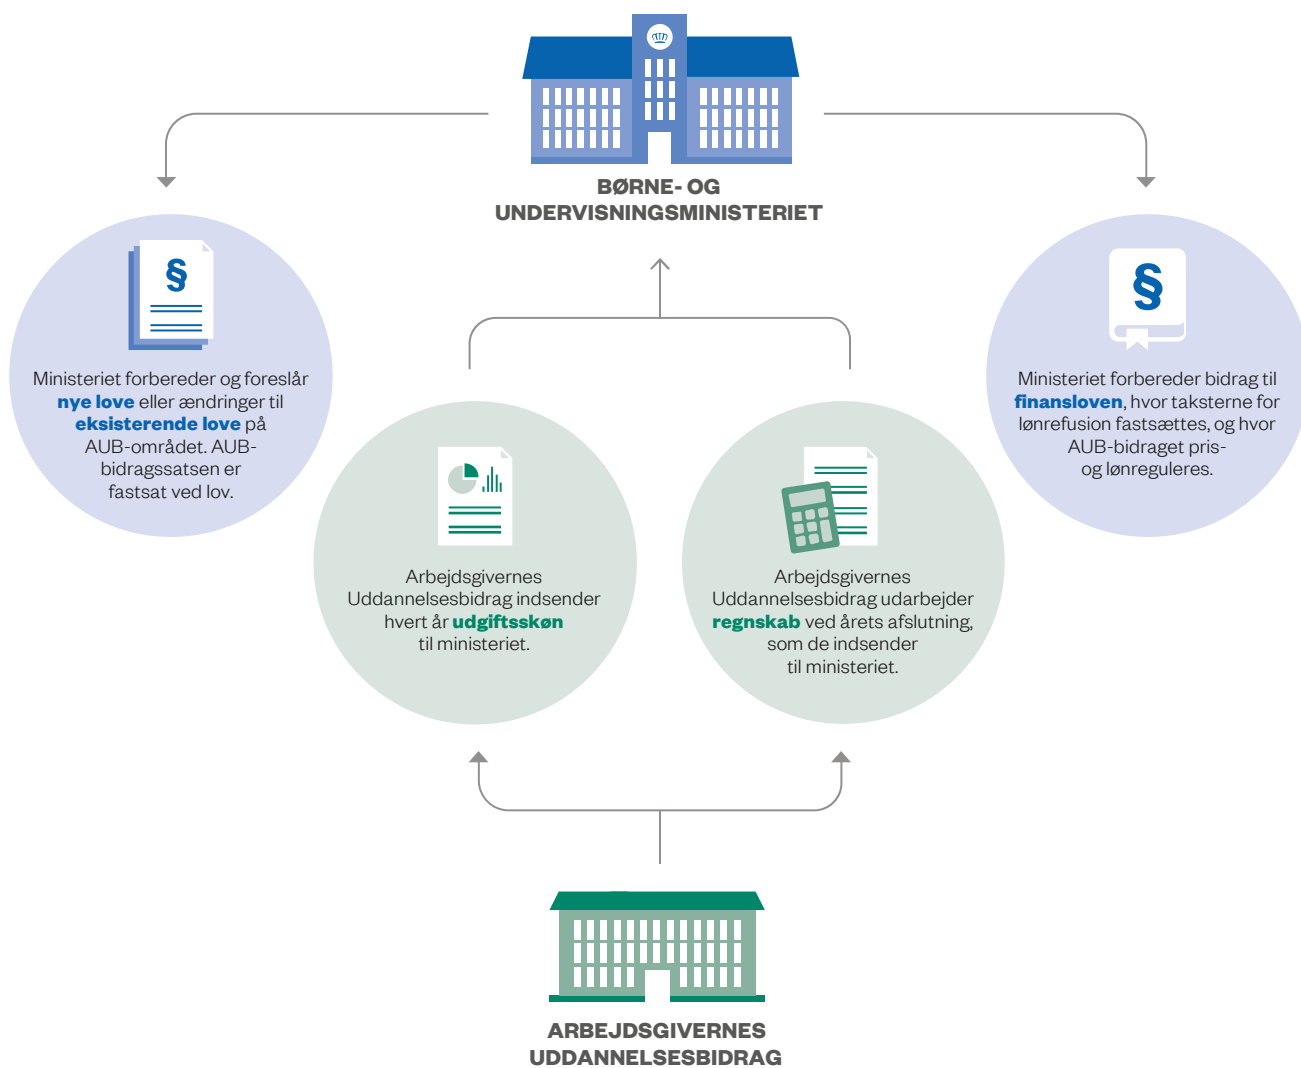 BØRNE- OG
UNDERVISNINGSMINISTERIET
§
Ministeriet forbereder og foreslår
nye love eller ændringer til
eksisterende love på
AUB-området. AUB-
bidragssatsen er
fastsat ved lov.
§
Ministeriet forbereder bidrag til
finansloven, hvor taksterne for
lønrefusion fastsættes, og hvor
AUB-bidraget pris-
og lønreguleres.
Arbejdsgivernes
Uddannelsesbidrag indsender
hvert år udgiftsskøn
til ministeriet.
Arbejdsgivernes
Uddannelsesbidrag udarbejder
regnskab ved årets afslutning,
som de indsender
til ministeriet.
ARBEJDSGIVERNES
UDDANNELSESBIDRAG